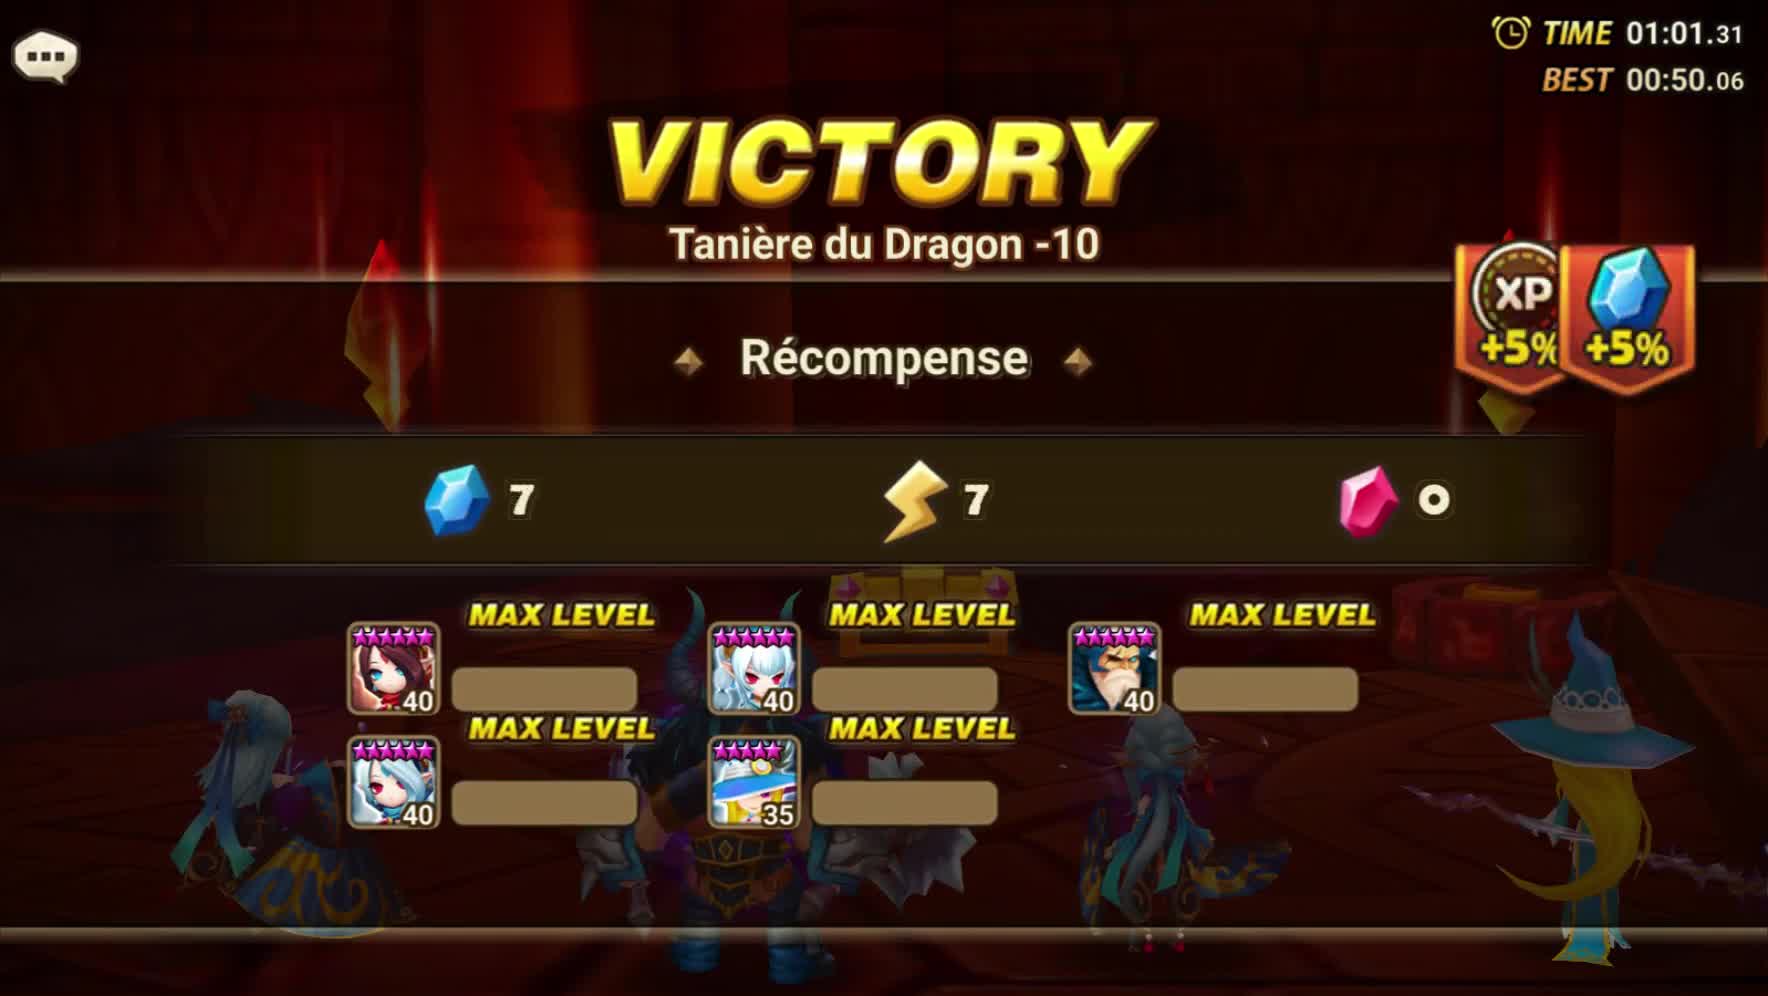 TIME 01:01.31
BEST 00:50.06
VICTORY
Tanière du Dragon -10
XP
+5%
+5%
Récompense
7
7
0
MAX LEVEL
MAX LEVEL
MAX LEVEL
40
40
40
MAX LEVEL
MAX LEVEL
40
35